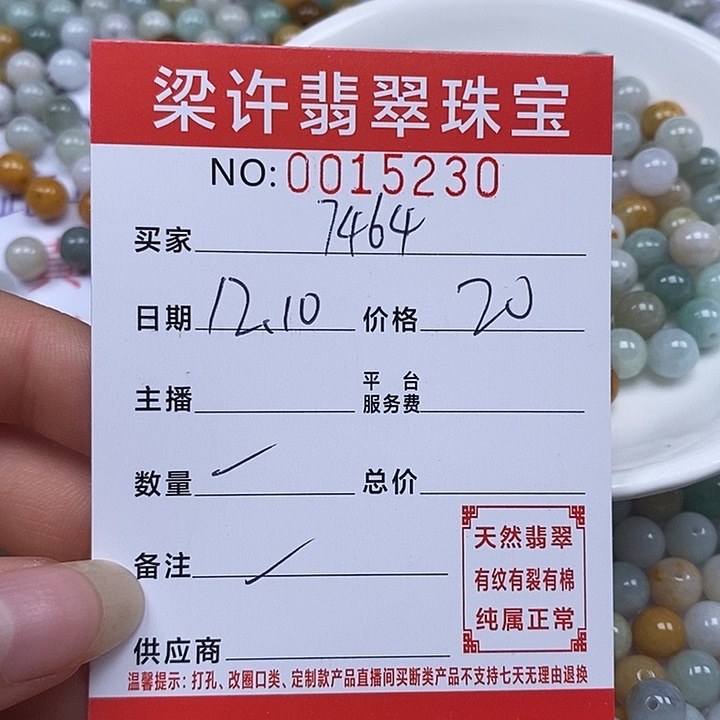 梁许翡翠珠宝
NO:0015230
买家 7464
日期 12.10 价格 20
主播 平台服务费
数量 总价
备注
天然翡翠
有纹有裂有棉
纯属正常
供应商
温馨提示：打孔、改圈口类、定制款产品直播间买断类产品不支持七天无理由退换